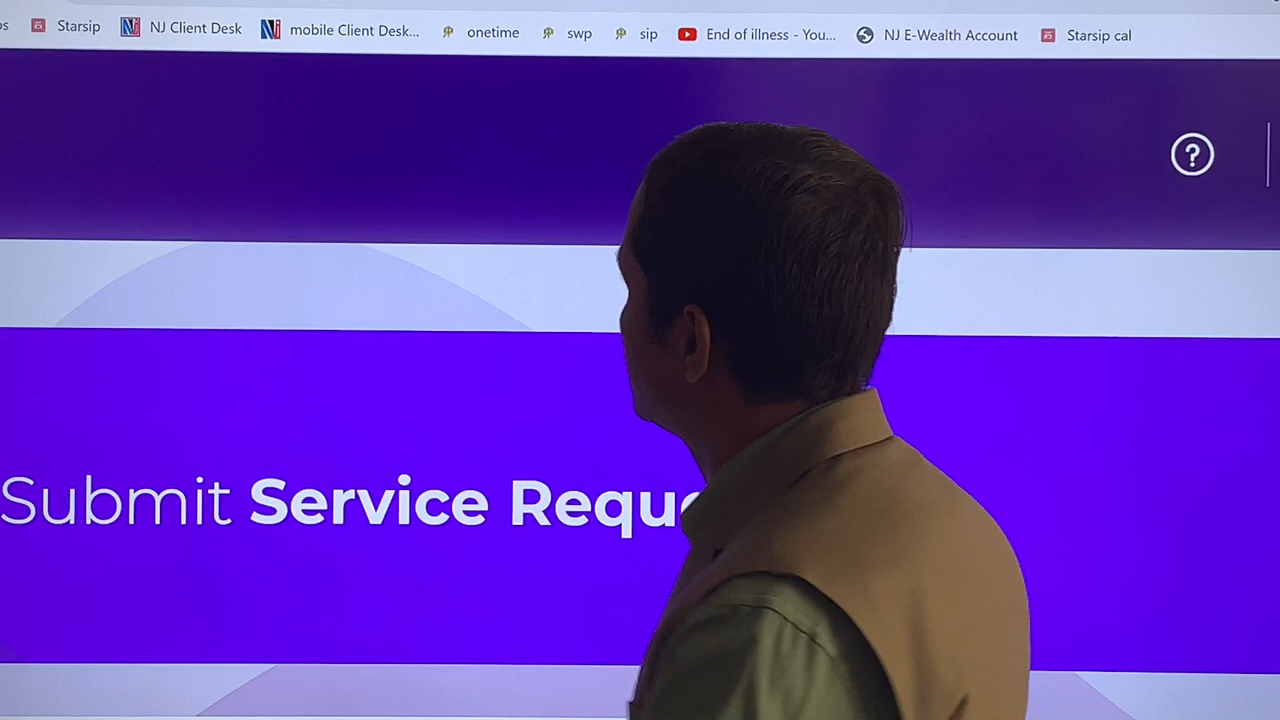 Starsip NJ Client Desk mobile Client Desk... onetime swp sip End of illness - You... NJ E-Wealth Account Starsip cal
?
Submit Service Requ